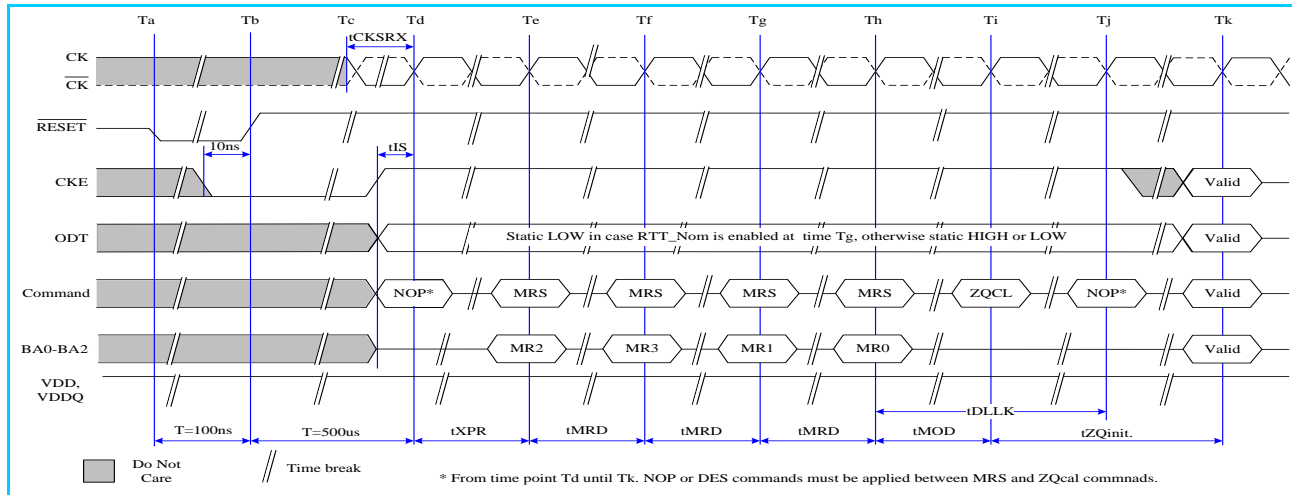 Ta Tb Tc Td Te Tf Tg Th Ti Tj Tk
tCKSRX
CK
CK
RESET
10ns
tIS
CKE
Valid
ODT
Static LOW in case RTT_Nom is enabled at time Tg, otherwise static HIGH or LOW
Valid
Command
NOP* MRS MRS MRS MRS ZQCL NOP* Valid
BA0-BA2
MR2 MR3 MR1 MR0 Valid
VDD,
VDDQ
tDLLK
T=100ns T=500us tXPR tMRD tMRD tMRD tMOD tZQinit.
Do Not
Care
Time break
* From time point Td until Tk. NOP or DES commands must be applied between MRS and ZQcal commnads.